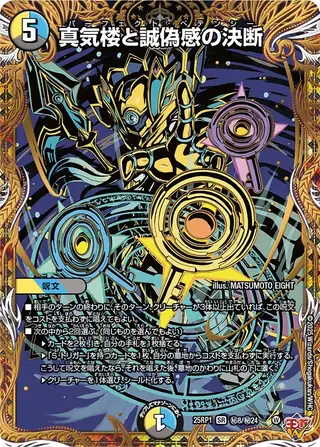 5
パーフェクト・ペテンシー
真気楼と誠偽感の決断
illus. MATSUMOTO EIGHT
呪文
■相手のターンの終わりに、そのターン、クリーチャーが3体以上出ていれば、この呪文
をコストを支払わずに唱えてもよい。
■次の中から2回選ぶ。(同じものを選んでもよい)
►カードを2枚引き、自分の手札を1枚捨てる。
►「S・トリガー」を持つカードを1枚、自分の墓地からコストを支払わずに実行する。
こうして呪文を唱えたなら、それを唱えた後、墓地のかわりに山札の下に置く。
►クリーチャーを1体選び、シールド化する。
25RP1 SR ㊙8/㊙24 W
1
王道